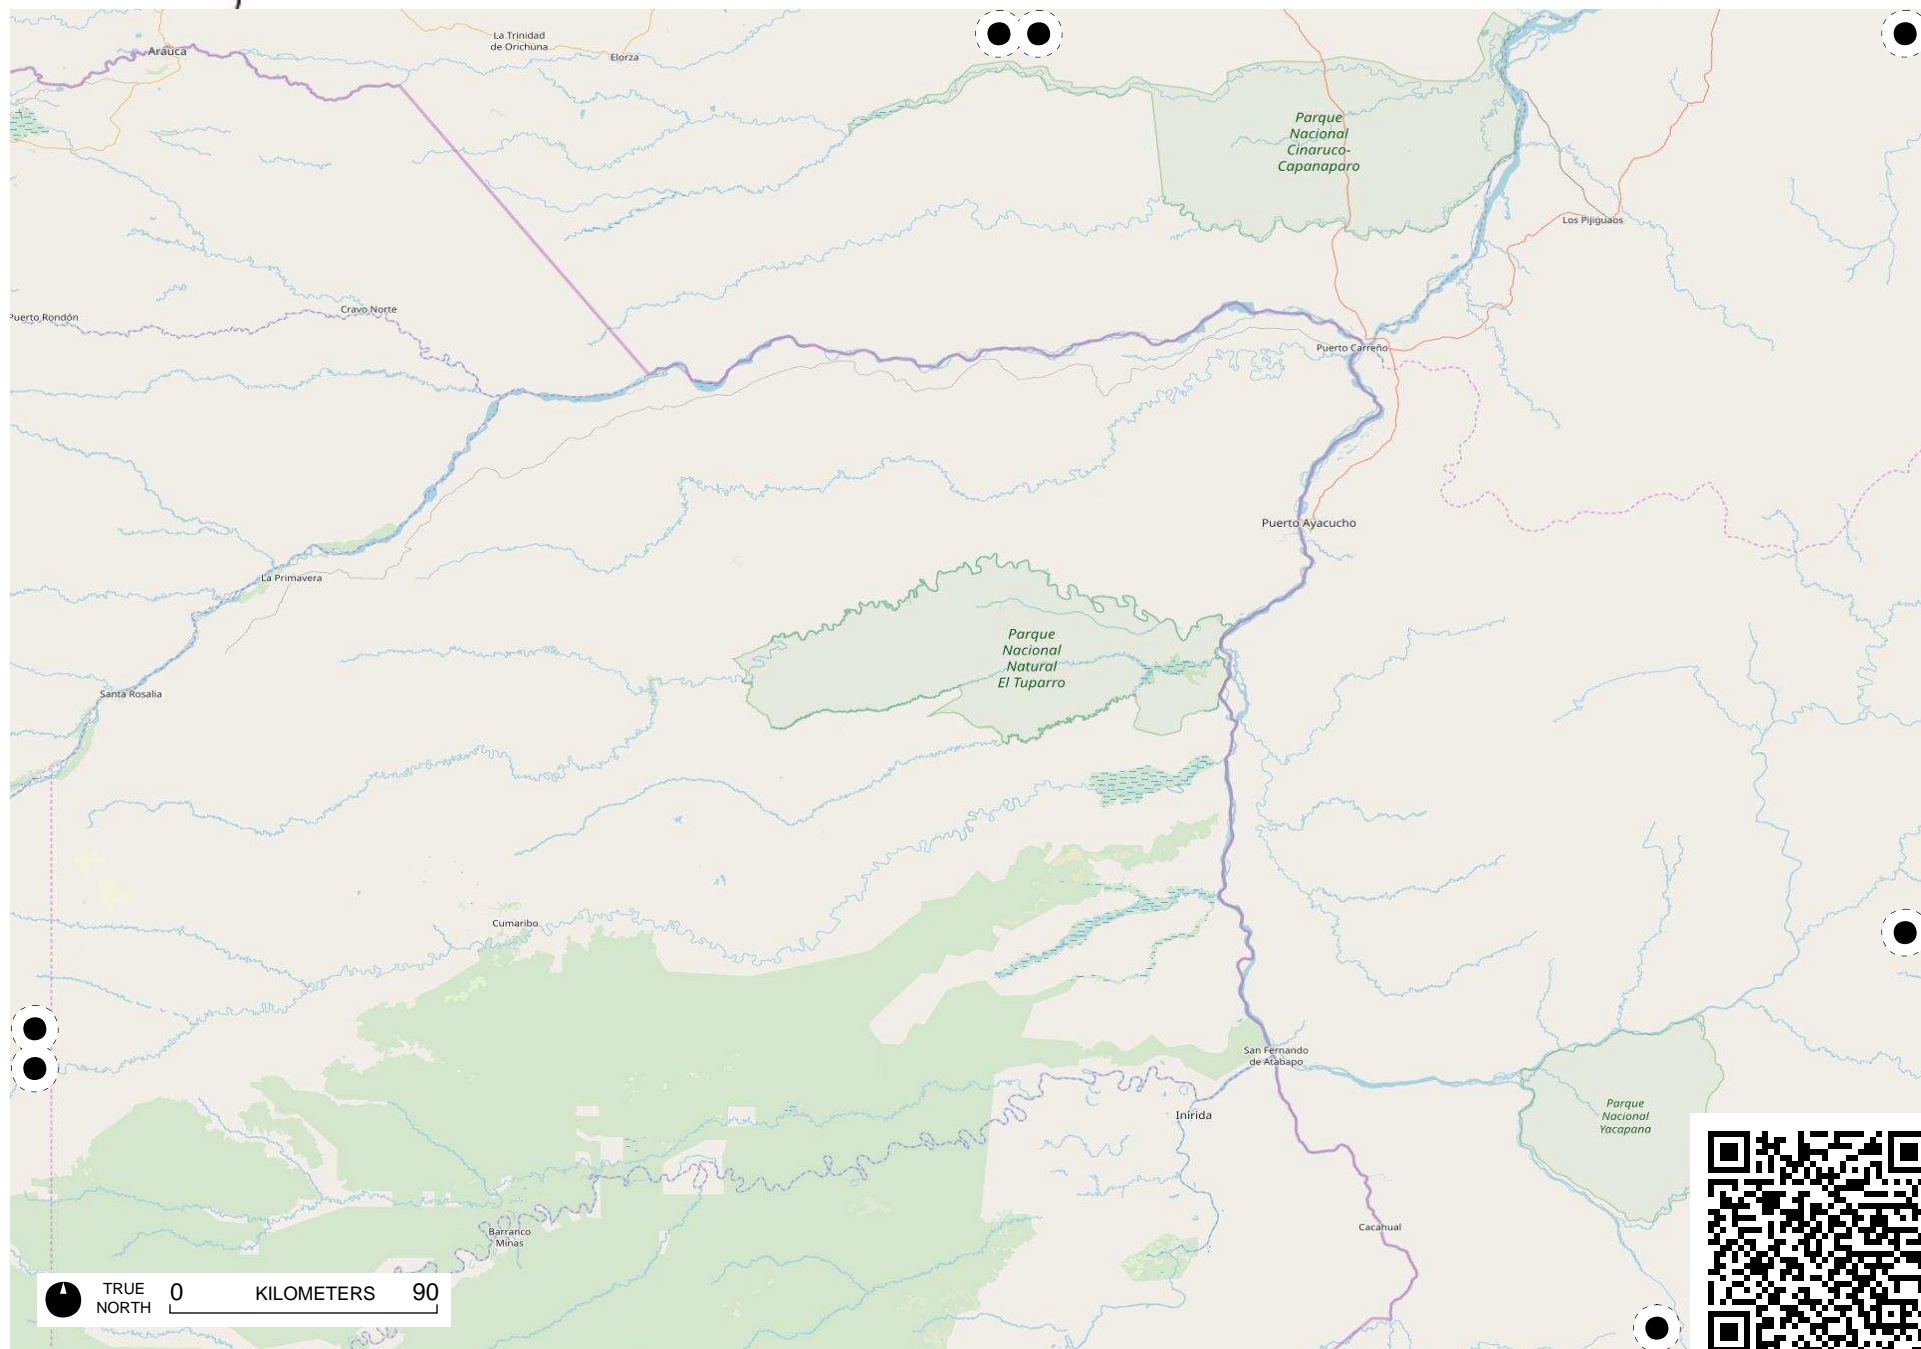 Arauca
La Trinidad
de Orichuna
Elorza
Parque
Nacional
Cinaruco-
Capanaparo
Los Pijiguaos
Puerto Rondón
Cravo Norte
Puerto Carreño
Puerto Ayacucho
La Primavera
Parque
Nacional
Natural
El Tuparro
Santa Rosalia
Cumaribo
San Fernando
de Atabapo
Inirida
Parque
Nacional
Yacapana
Cacahual
Barranco
Minas
TRUE
NORTH
0 KILOMETERS 90